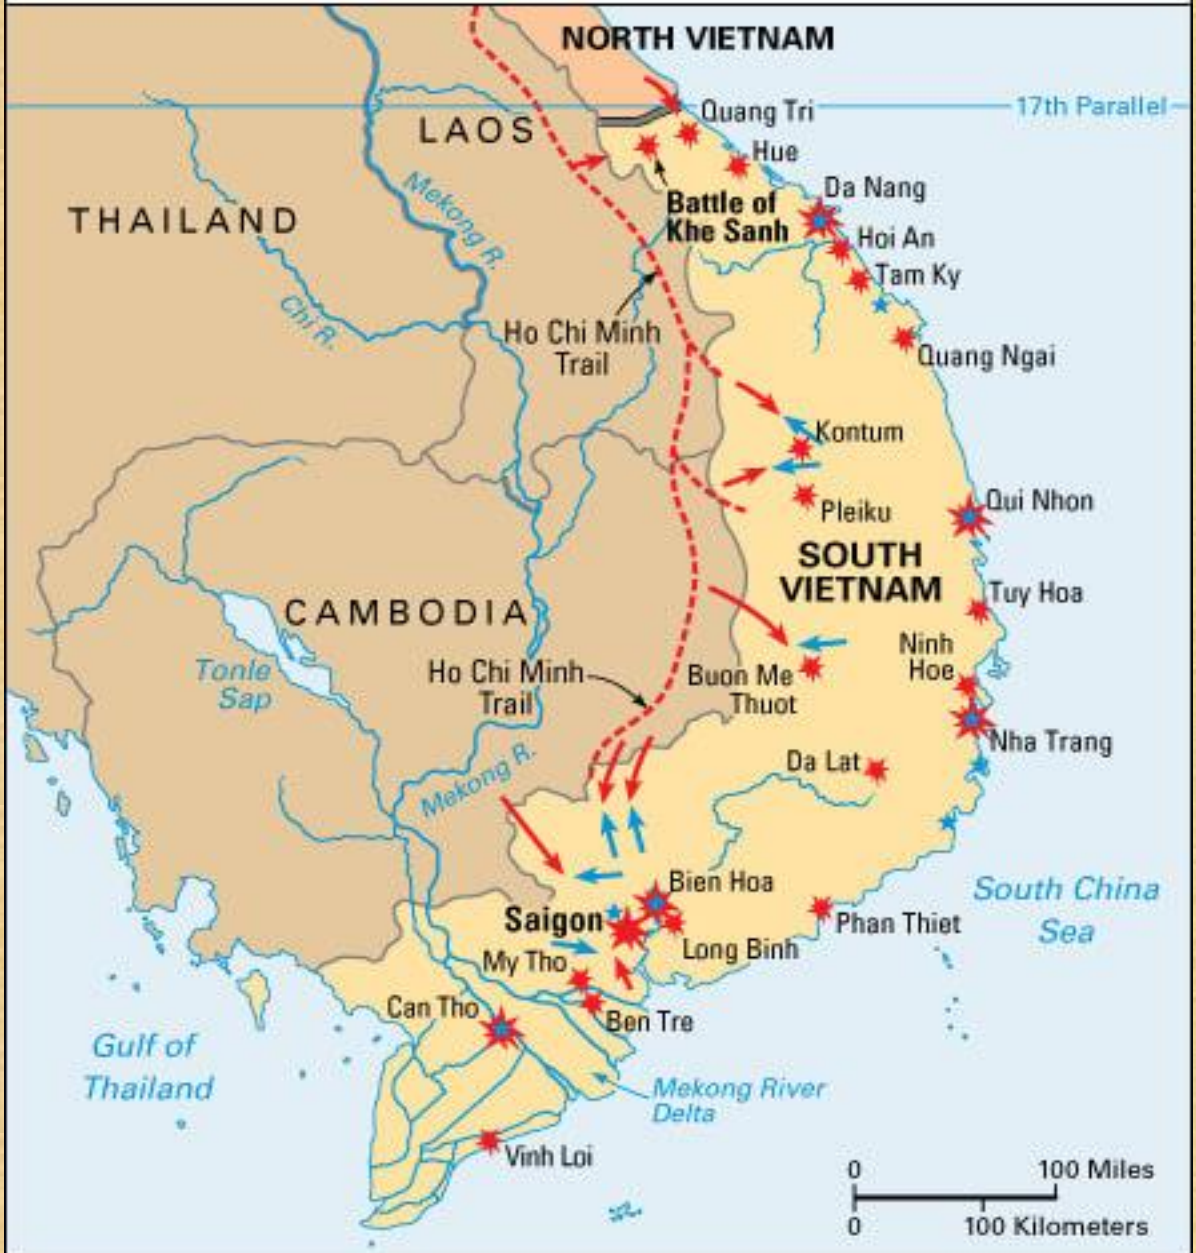 NORTH VIETNAM
17th Parallel
Quang Tri
LAOS
Hue
Mekong R.
Da Nang
Battle of
Khe Sanh
THAILAND
Hoi An
Tam Ky
Chi R.
Ho Chi Minh
Trail
Quang Ngai
Kontum
Qui Nhon
Pleiku
SOUTH
VIETNAM
CAMBODIA
Tuy Hoa
Tonle
Sap
Ho Chi Minh
Trail
Ninh
Hoe
Buon Me
Thuot
Nha Trang
Da Lat
Mekong R.
Bien Hoa
South China
Sea
Saigon
Phan Thiet
Long Binh
My Tho
Can Tho
Ben Tre
Gulf of
Thailand
Mekong River
Delta
Vinh Loi
0 100 Miles
0 100 Kilometers